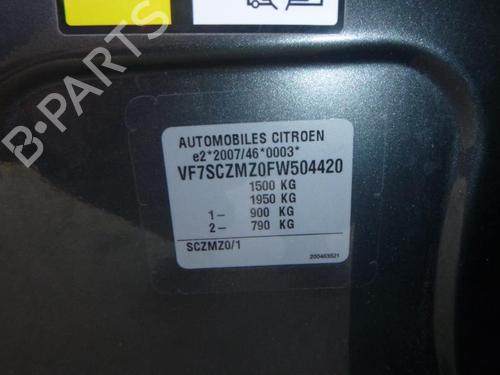 AUTOMOBILES CITROEN
e2*2007/46*0003*
VF7SCZMZ0FW504420
1500 KG
1950 KG
1- 900 KG
2- 790 KG
SCZMZ0/1
200463521
B-PARTS